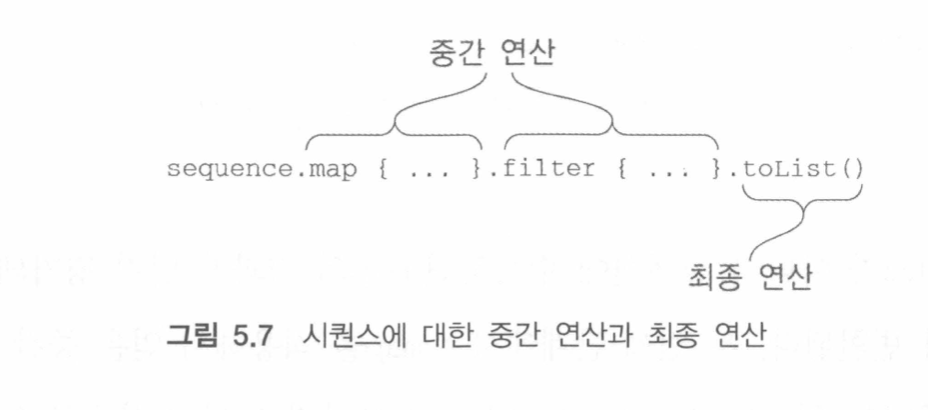 중간 연산
sequence.map { ... }.filter { ... }.toList()
최종 연산
그림 5.7 시퀀스에 대한 중간 연산과 최종 연산